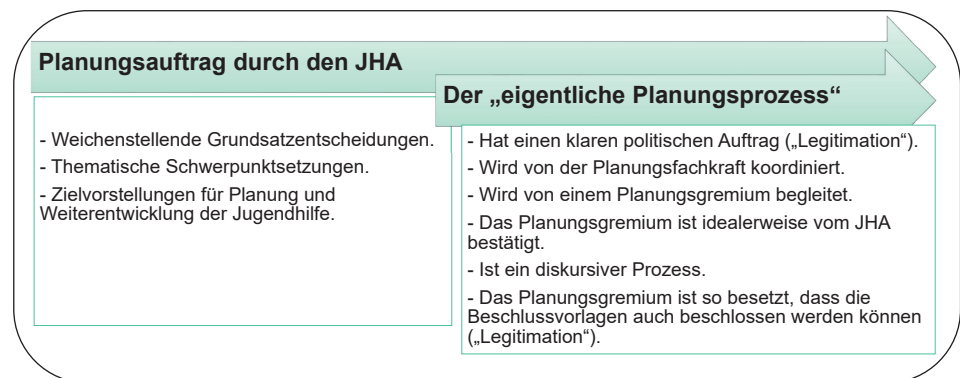 Planungsauftrag durch den JHA
- Weichenstellende Grundsatzentscheidungen.
- Thematische Schwerpunktsetzungen.
- Zielvorstellungen für Planung und
Weiterentwicklung der Jugendhilfe.
Der „eigentliche Planungsprozess“
- Hat einen klaren politischen Auftrag („Legitimation“).
- Wird von der Planungsfachkraft koordiniert.
- Wird von einem Planungsgremium begleitet.
- Das Planungsgremium ist idealerweise vom JHA
bestätigt.
- Ist ein diskursiver Prozess.
- Das Planungsgremium ist so besetzt, dass die
Beschlussvorlagen auch beschlossen werden können
(„Legitimation“).